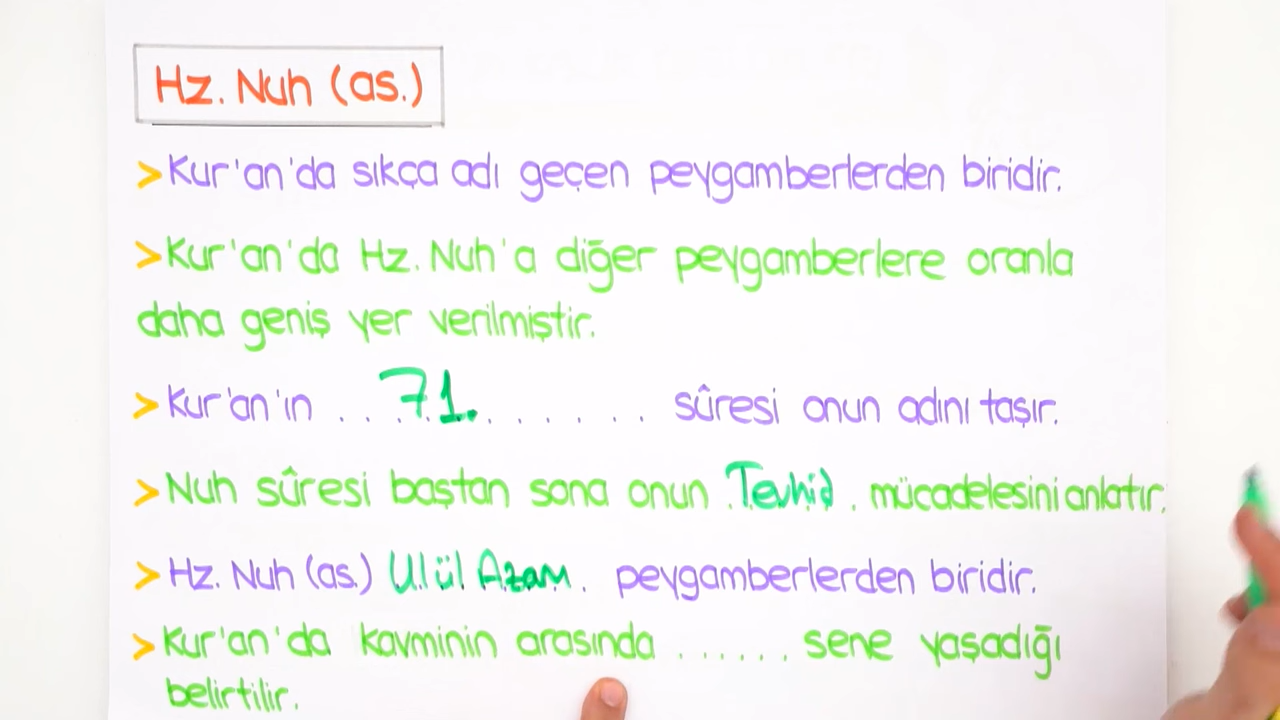 Hz. Nuh (as.)
> Kur'an'da sıkça adı geçen peygamberlerden biridir.
> Kur'an'da Hz. Nuh'a diğer peygamberlere oranla
daha geniş yer verilmiştir.
> Kur'an'ın . . 71. . . . . . sûresi onun adını taşır.
> Nuh sûresi baştan sona onun Tevhid . mücadelesini anlatır.
> Hz. Nuh (as.) Ulül Azam . peygamberlerden biridir.
> Kur'an'da kavminin arasında . . . . . . sene yaşadığı
belirtilir.